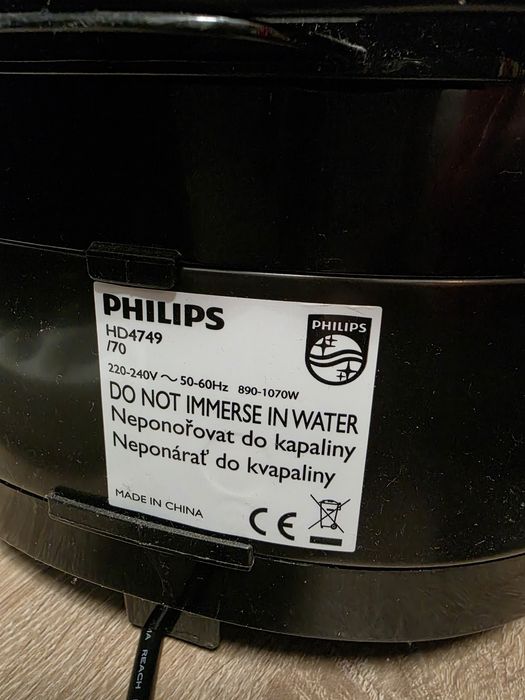 PHILIPS
HD4749
/70
PHILIPS
220-240V ~ 50-60Hz 890-1070W
DO NOT IMMERSE IN WATER
Neponořovat do kapaliny
Neponárať do kvapaliny
MADE IN CHINA
CE
REACH